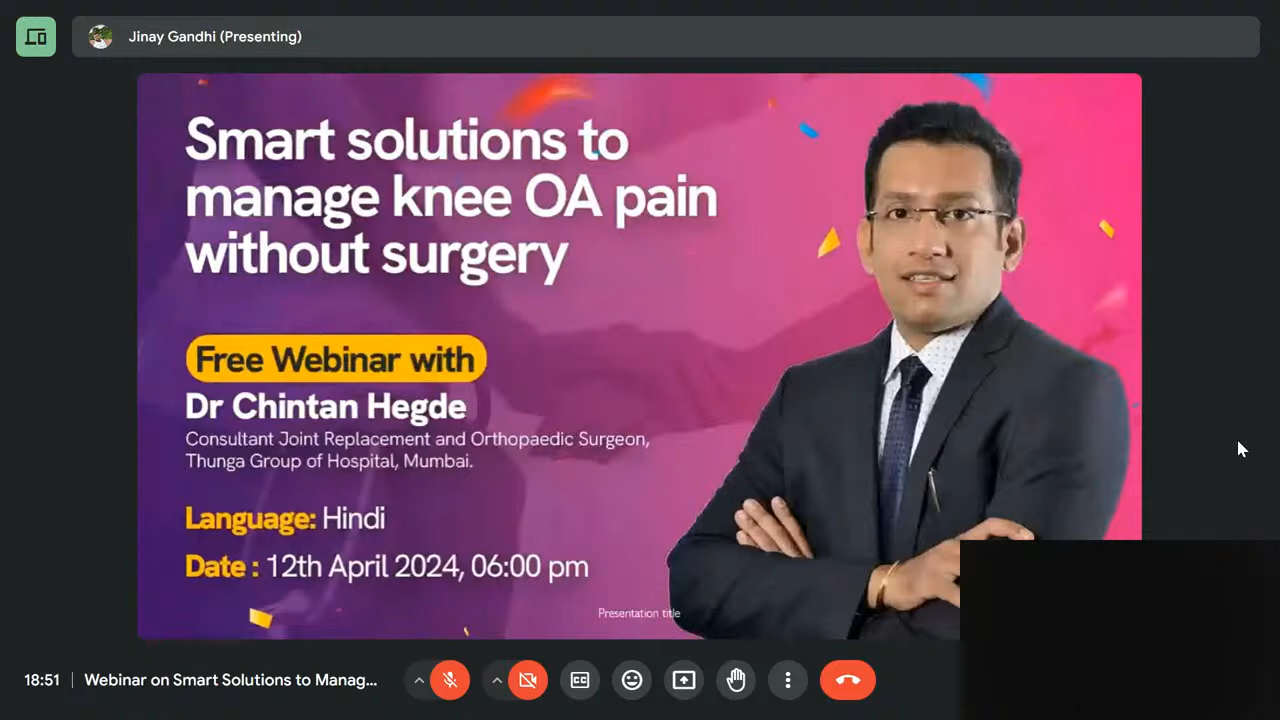 Jinay Gandhi (Presenting)
Smart solutions to
manage knee OA pain
without surgery
Free Webinar with
Dr Chintan Hegde
Consultant Joint Replacement and Orthopaedic Surgeon,
Thunga Group of Hospital, Mumbai.
Language: Hindi
Date : 12th April 2024, 06:00 pm
Presentation title
18:51 | Webinar on Smart Solutions to Manag...